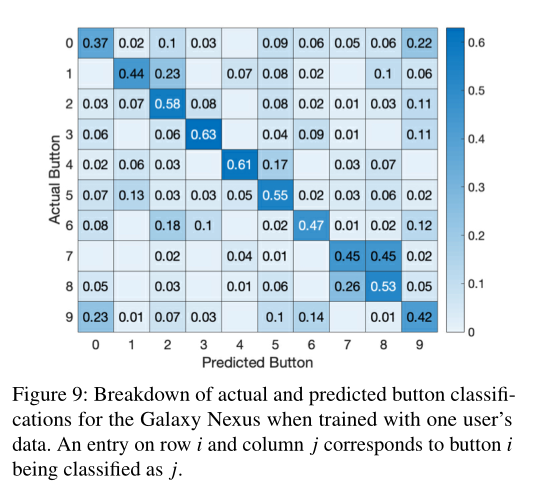 0 0.37 0.02 0.1 0.03 0.09 0.06 0.05 0.06 0.22
1 0.44 0.23 0.07 0.08 0.02 0.1 0.06
2 0.03 0.07 0.58 0.08 0.08 0.02 0.01 0.03 0.11
3 0.06 0.06 0.63 0.04 0.09 0.01 0.11
4 0.02 0.06 0.03 0.61 0.17 0.03 0.07
5 0.07 0.13 0.03 0.03 0.05 0.55 0.02 0.03 0.06 0.02
6 0.08 0.18 0.1 0.02 0.47 0.01 0.02 0.12
7 0.02 0.04 0.01 0.45 0.45 0.02
8 0.05 0.03 0.01 0.06 0.26 0.53 0.05
9 0.23 0.01 0.07 0.03 0.1 0.14 0.01 0.42
0 1 2 3 4 5 6 7 8 9
Predicted Button
Actual Button
0.6
0.5
0.4
0.3
0.2
0.1
0
Figure 9: Breakdown of actual and predicted button classifi-
cations for the Galaxy Nexus when trained with one user's
data. An entry on row i and column j corresponds to button i
being classified as j.